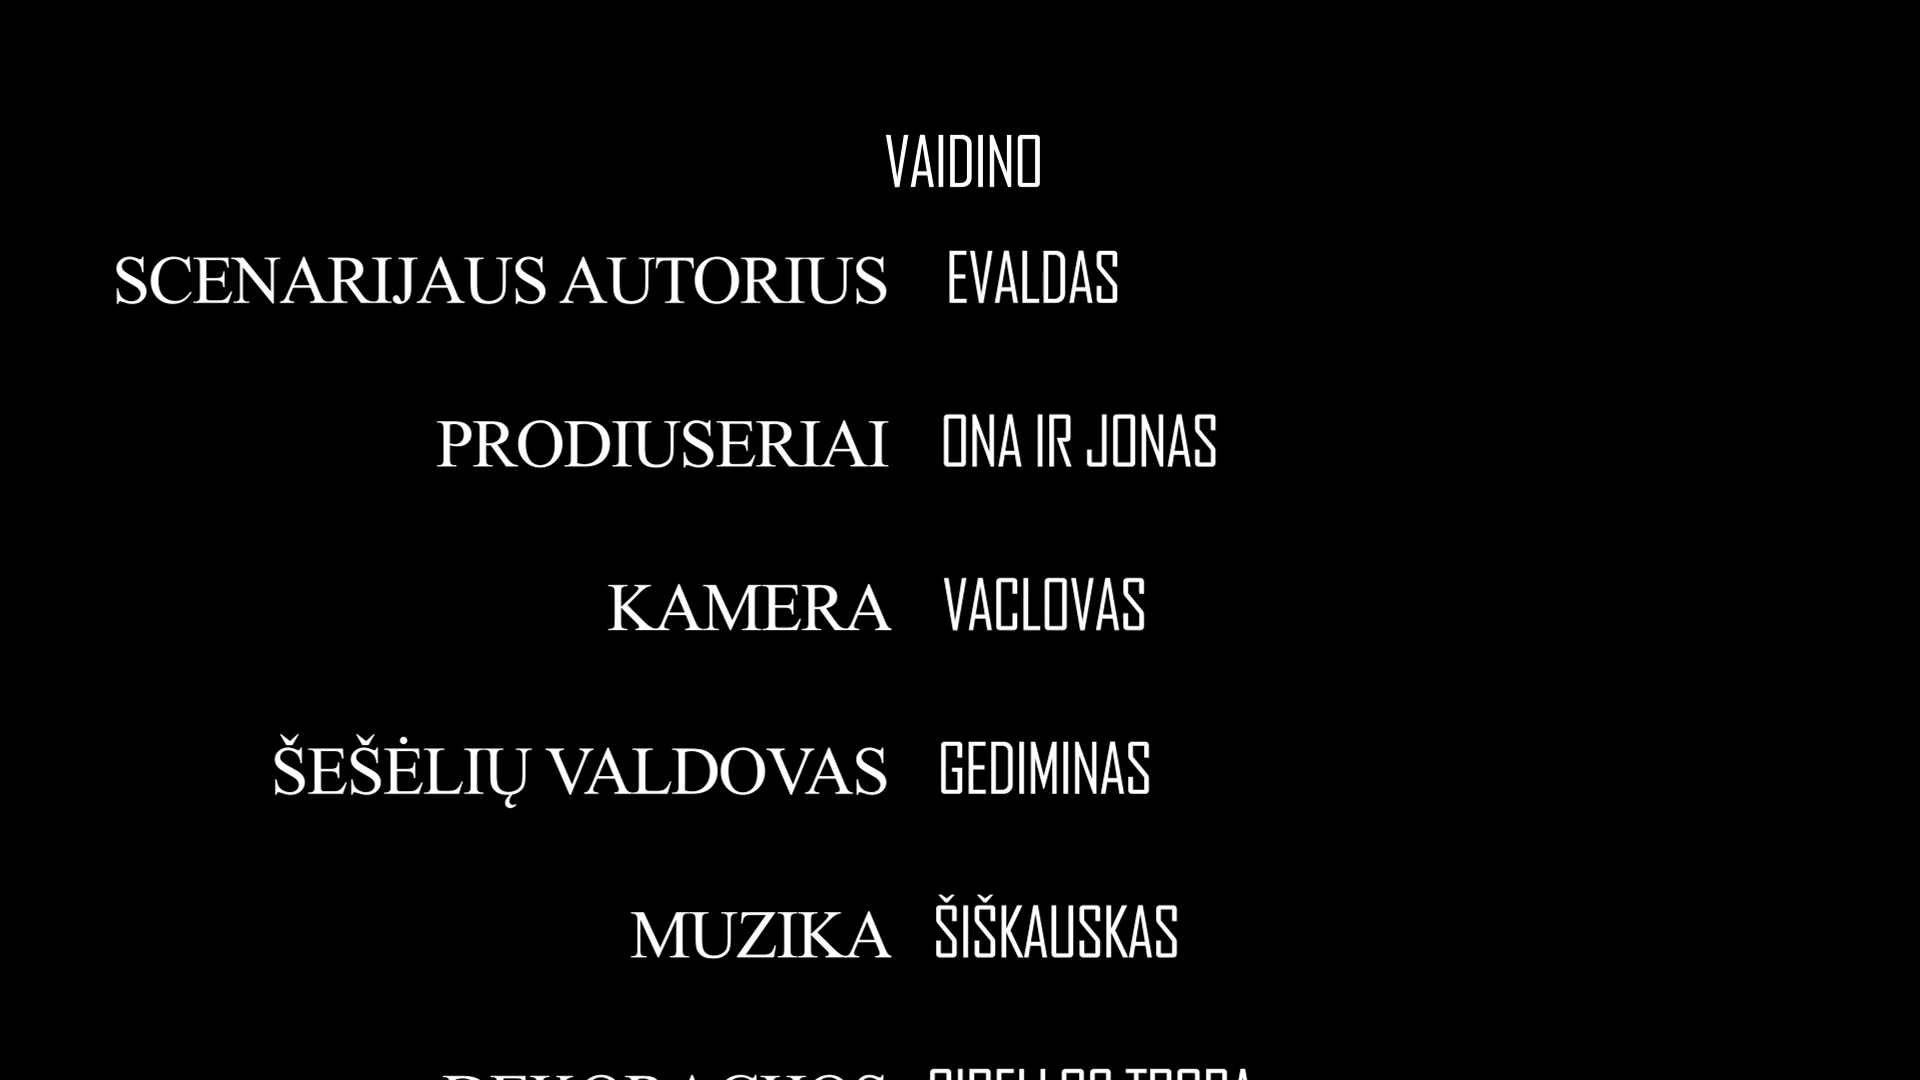 VAIDINO
SCENARIJAUS AUTORIUS EVALDAS
PRODIUSERIAI ONA IR JONAS
KAMERA VACLOVAS
ŠEŠĖLIŲ VALDOVAS GEDIMINAS
MUZIKA ŠIŠKAUSKAS